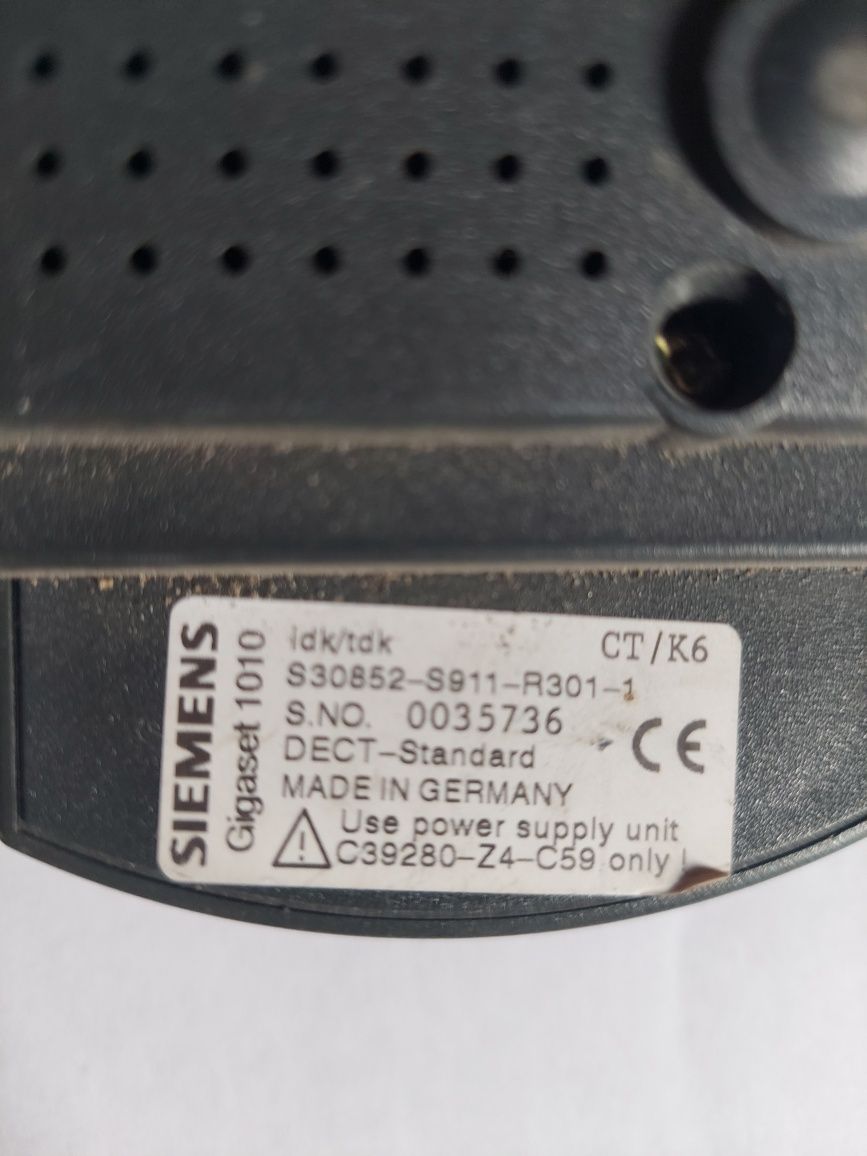 SIEMENS
Gigaset 1010
idk/tdk CT/K6
S30852-S911-R301-1
S.NO. 0035736
DECT-Standard CE
MADE IN GERMANY
Use power supply unit
C39280-Z4-C59 only !